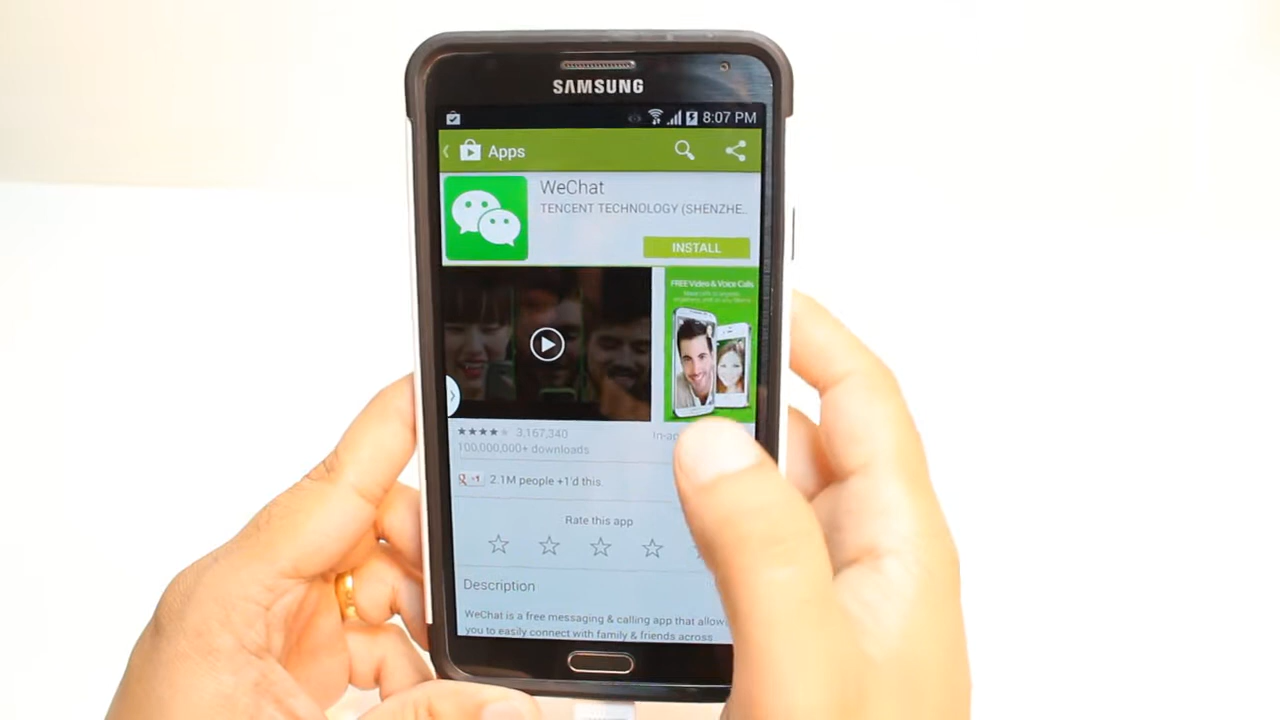 SAMSUNG
8:07 PM
Apps
WeChat
TENCENT TECHNOLOGY (SHENZHE..
INSTALL
FREE Video & Voice Calls
3,167,340
In-ap
100,000,000+ downloads
g +1 2.1M people +1'd this.
Rate this app
Description
WeChat is a free messaging & calling app that allow
you to easily connect with family & friends across